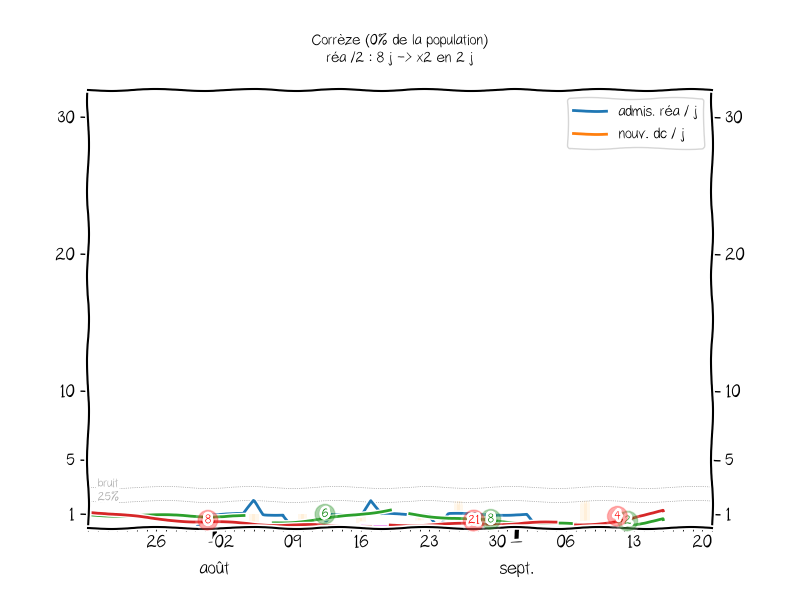 Corrèze (0% de la population)
réa /2 : 8 j -> x2 en 2 j
admis. réa / j
nouv. dc / j
30 30
20 20
10 10
5 5
bruit
25%
1 1
8 6 21 8 4 2
26 02 09 16 23 30 06 13 20
août sept.